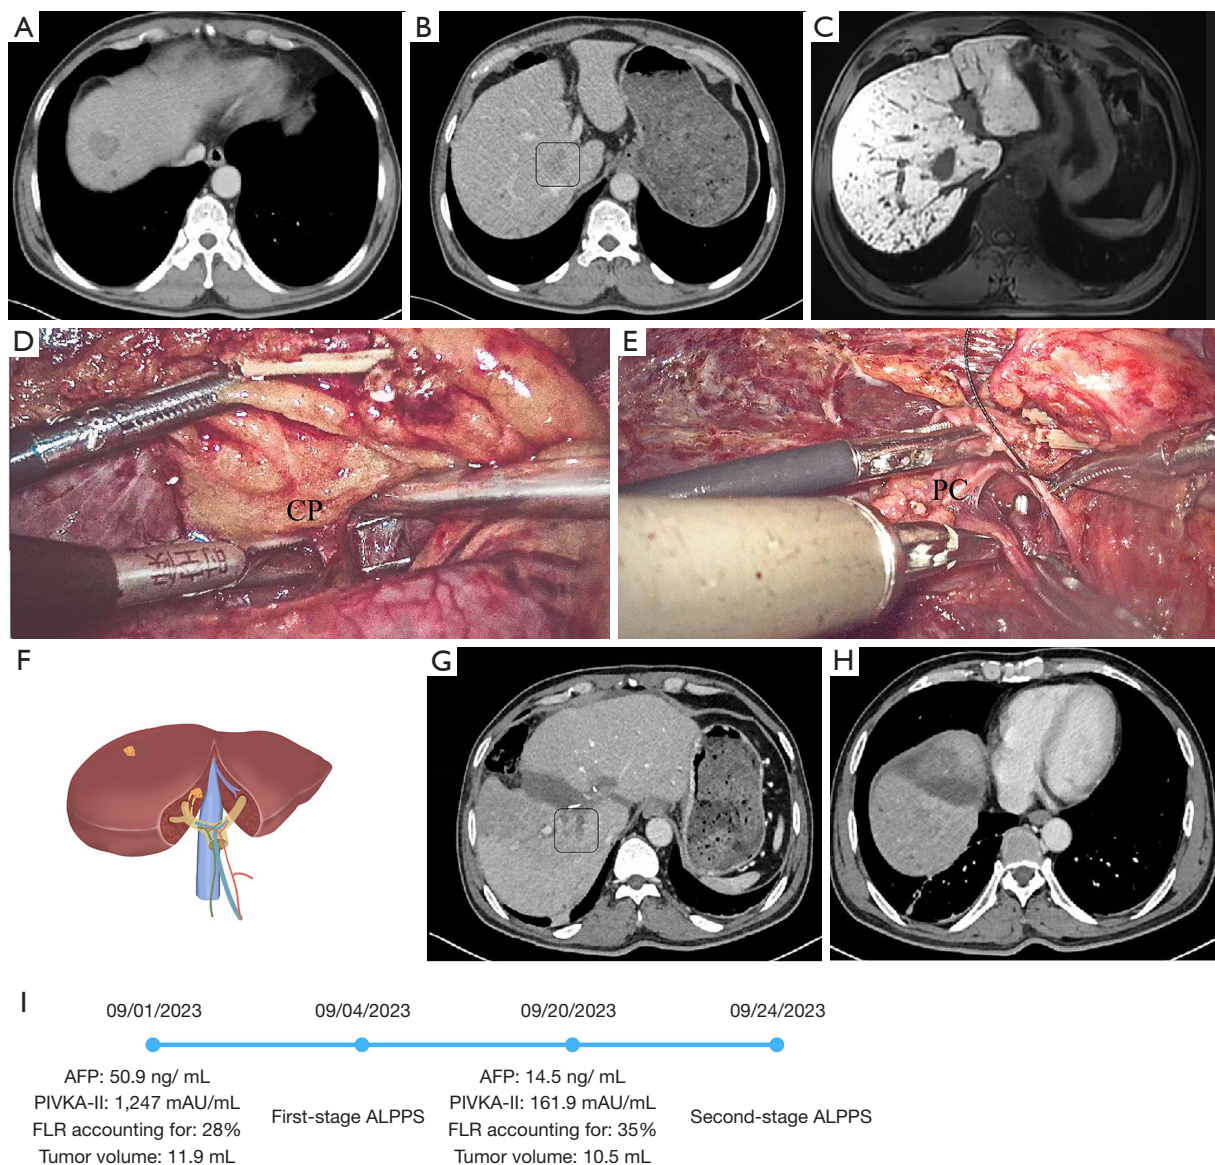 A
B
C
D
E
CP
PC
F
G
H
I
09/01/2023
09/04/2023
09/20/2023
09/24/2023
AFP: 50.9 ng/ mL
PIVKA-II: 1,247 mAU/mL
FLR accounting for: 28%
Tumor volume: 11.9 mL
First-stage ALPPS
AFP: 14.5 ng/ mL
PIVKA-II: 161.9 mAU/mL
FLR accounting for: 35%
Tumor volume: 10.5 mL
Second-stage ALPPS